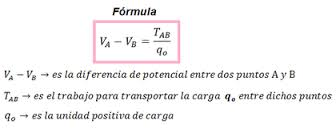 Fórmula
V_A − V_B = T_AB / q_o
V_A − V_B → es la diferencia de potencial entre dos puntos A y B
T_AB → es el trabajo para transportar la carga q_o entre dichos puntos
q_o → es la unidad positiva de carga